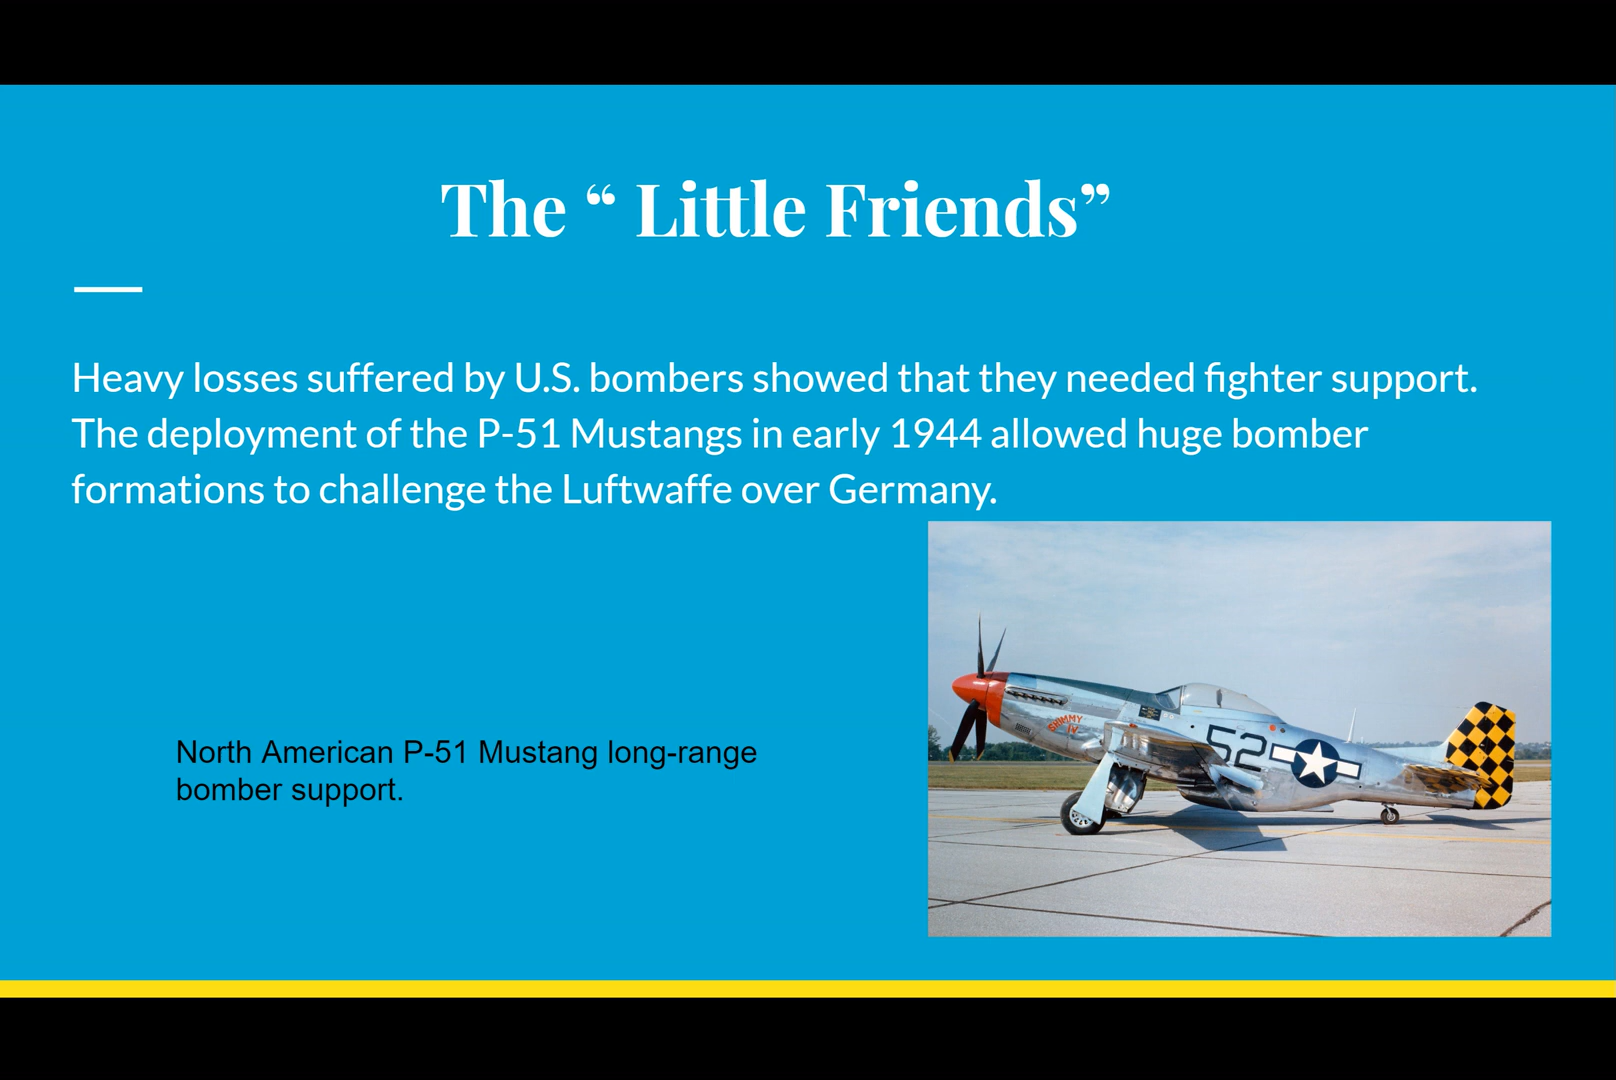 The “ Little Friends”
Heavy losses suffered by U.S. bombers showed that they needed fighter support.
The deployment of the P-51 Mustangs in early 1944 allowed huge bomber
formations to challenge the Luftwaffe over Germany.
North American P-51 Mustang long-range
bomber support.
SHIMMY
IV
52